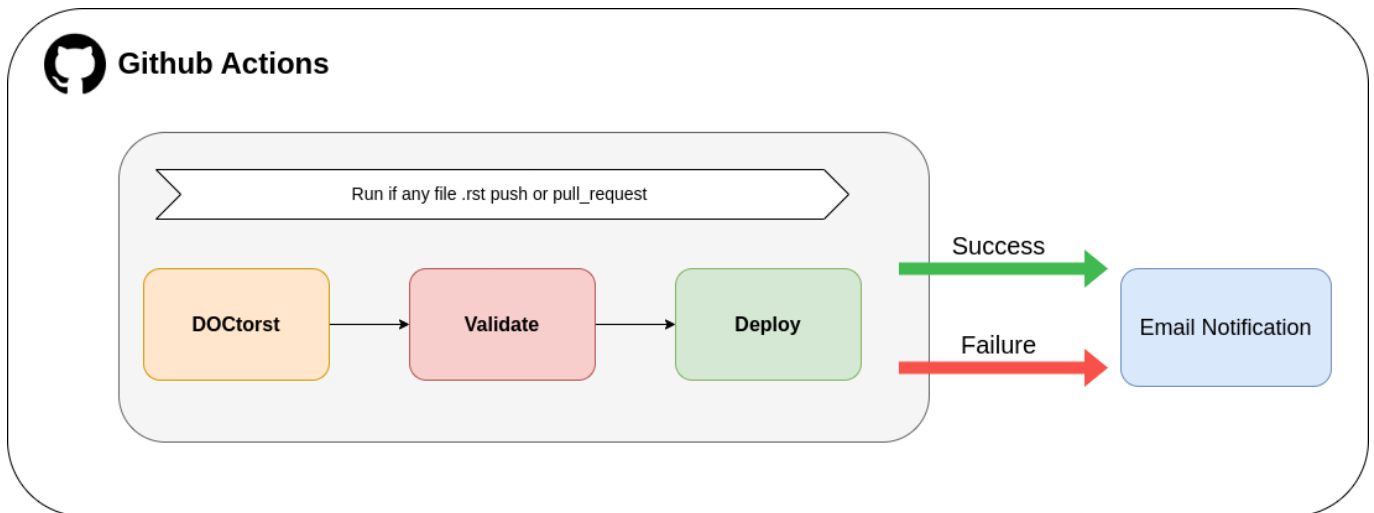 Github Actions
Run if any file .rst push or pull_request
DOCtorst
Validate
Deploy
Success
Failure
Email Notification